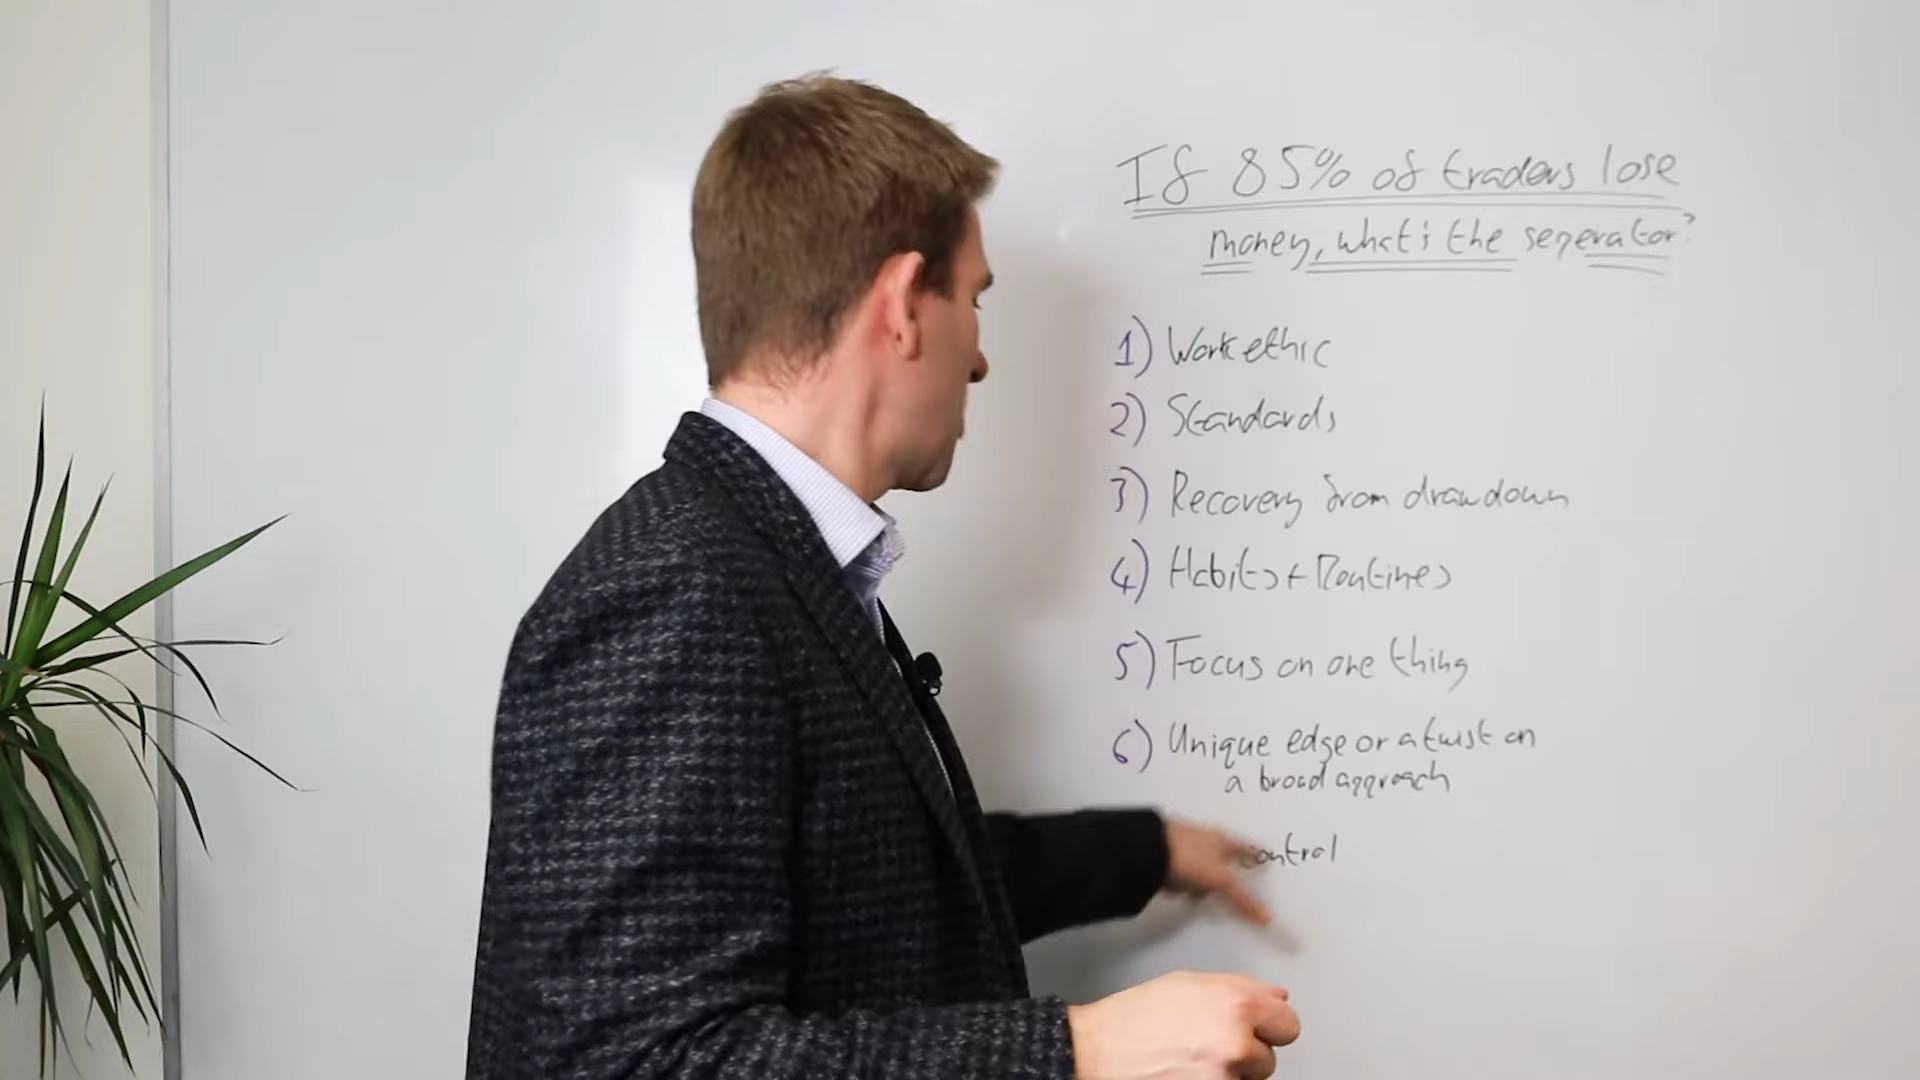 If 85% of traders lose
money, what's the seperator?
1) Work ethic
2) Standards
3) Recovery from drawdown
4) Habits + Routines
5) Focus on one thing
6) Unique edge or a twist on
a broad approach
control